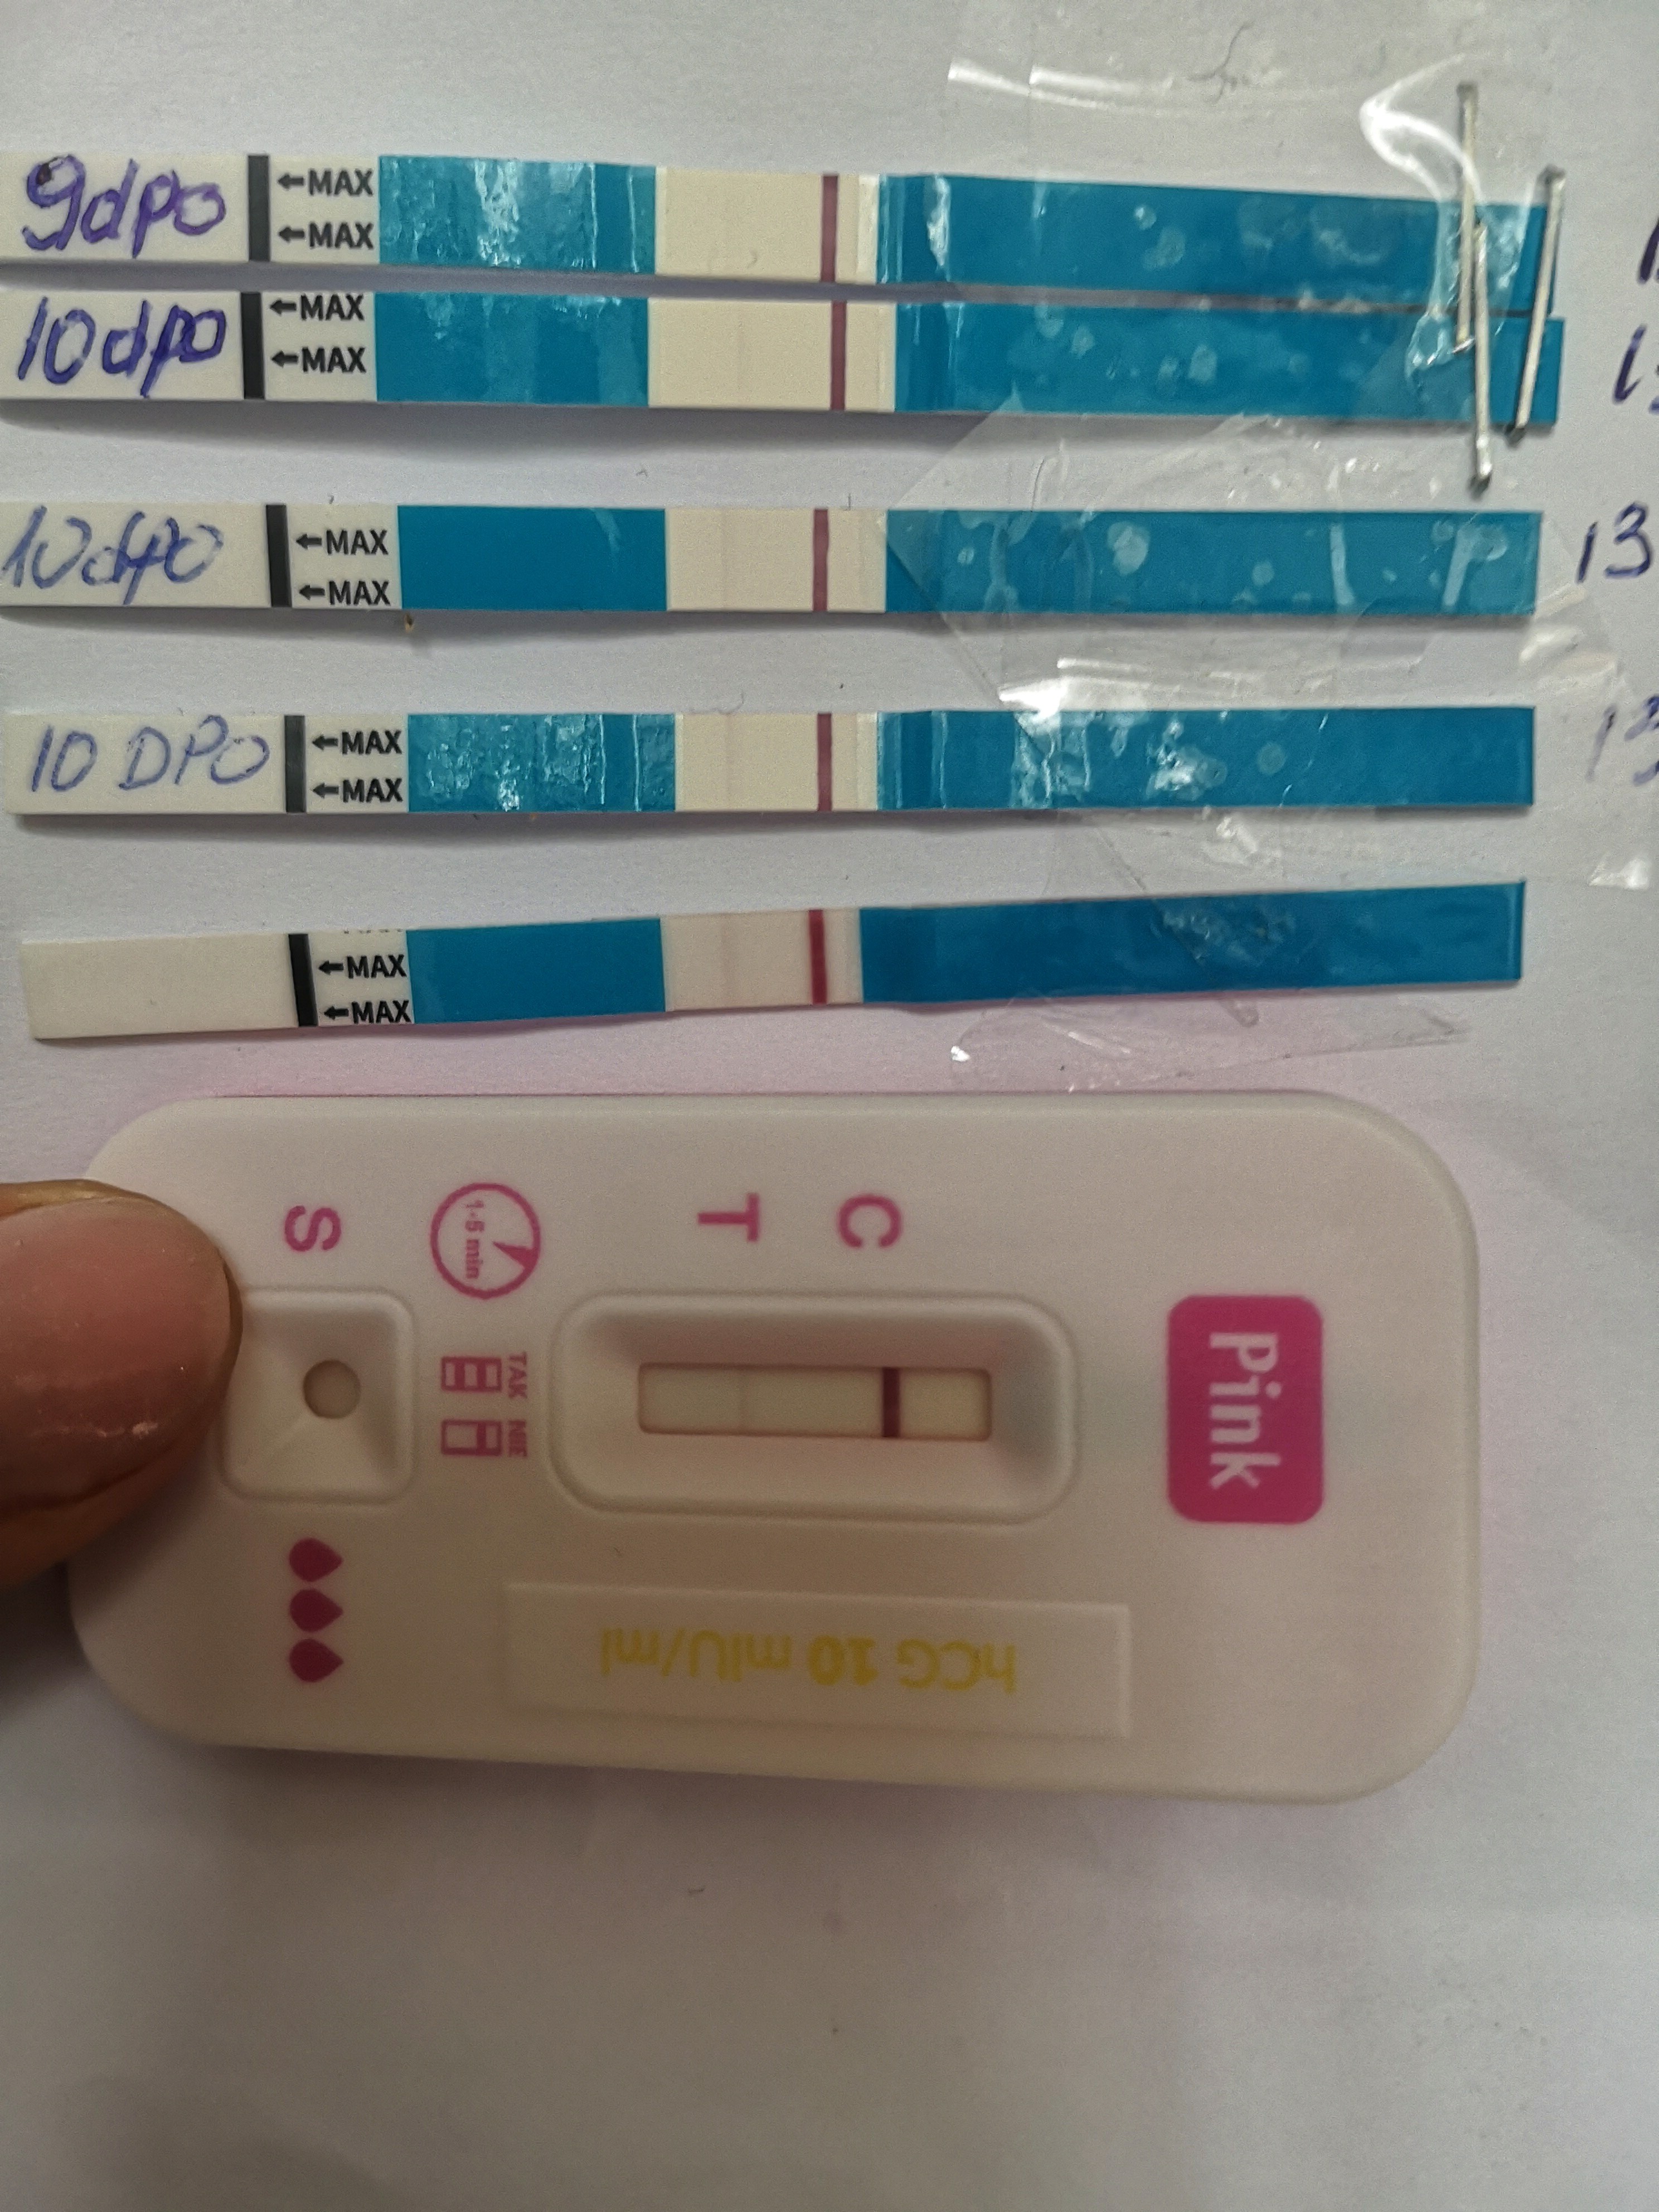 9dpo
←MAX
←MAX
10dpo
←MAX
←MAX
10dpo
←MAX
←MAX
13
10 DPO
←MAX
←MAX
←MAX
←MAX
S
1-5 min
T
C
TAK
NIE
Pink
hCG 10 mIU/ml